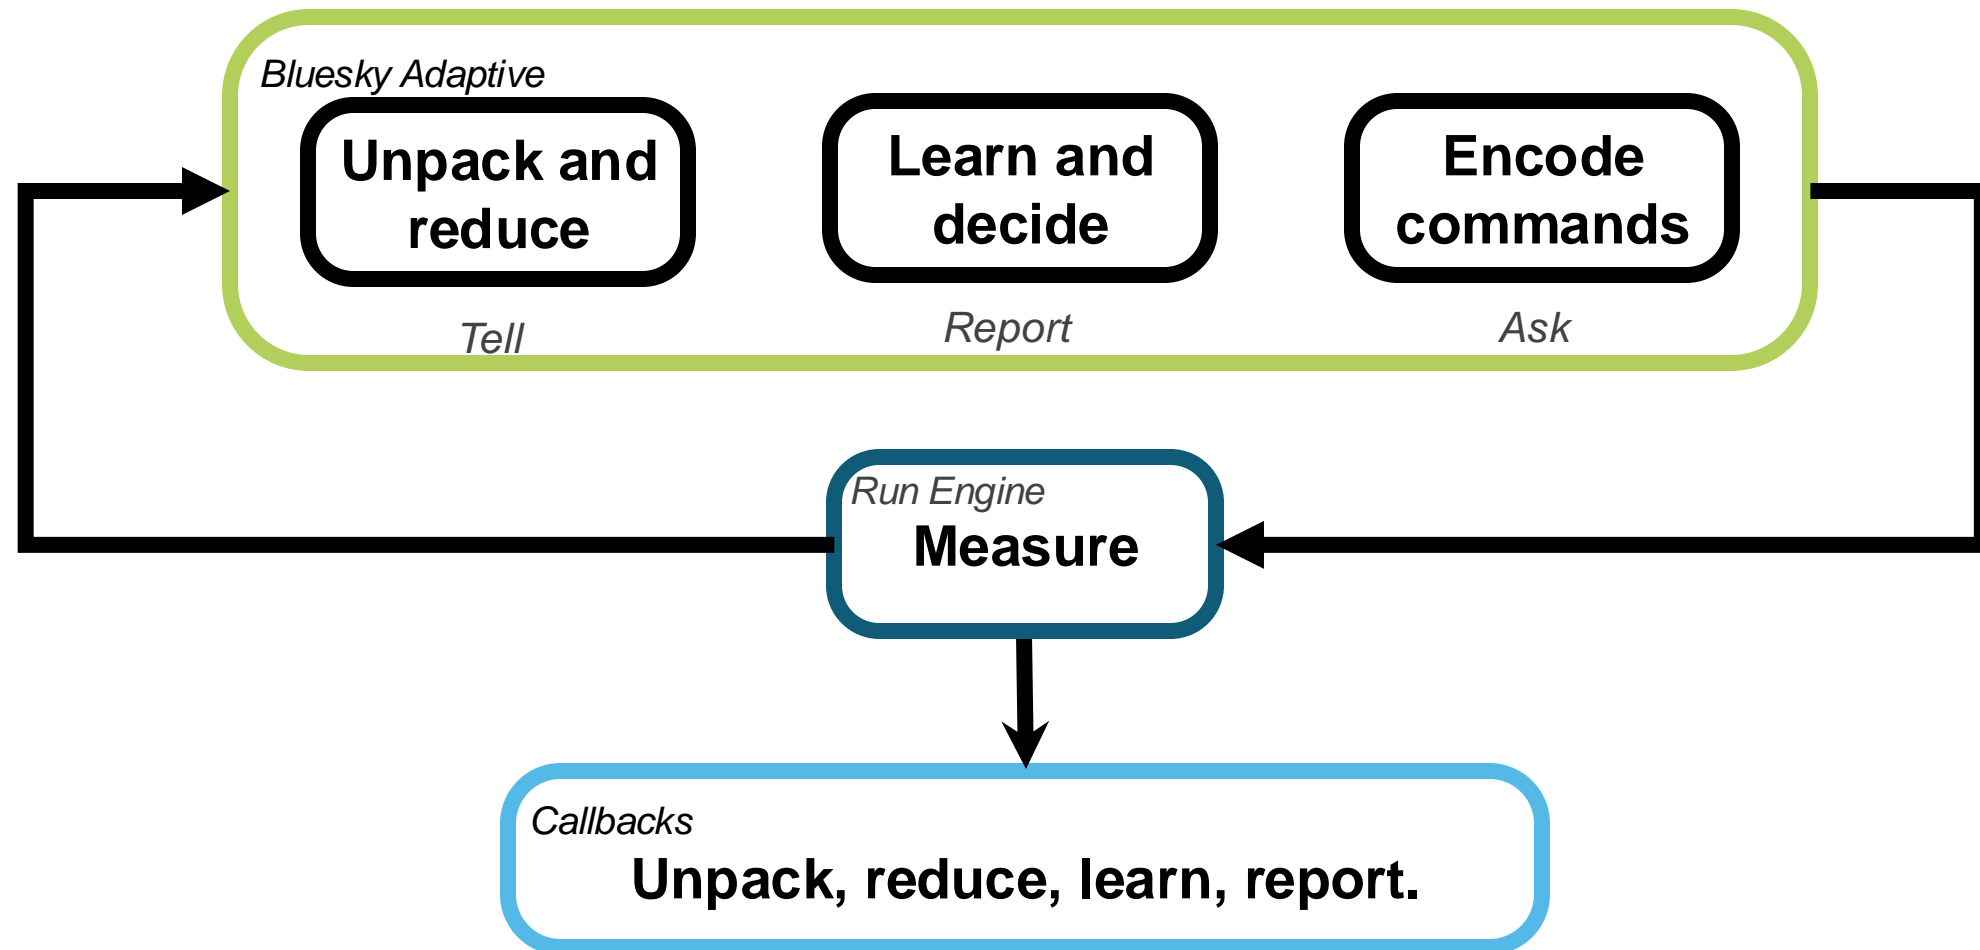 Bluesky Adaptive
Unpack and
reduce
Tell
Learn and
decide
Report
Encode
commands
Ask
Run Engine
Measure
Callbacks
Unpack, reduce, learn, report.